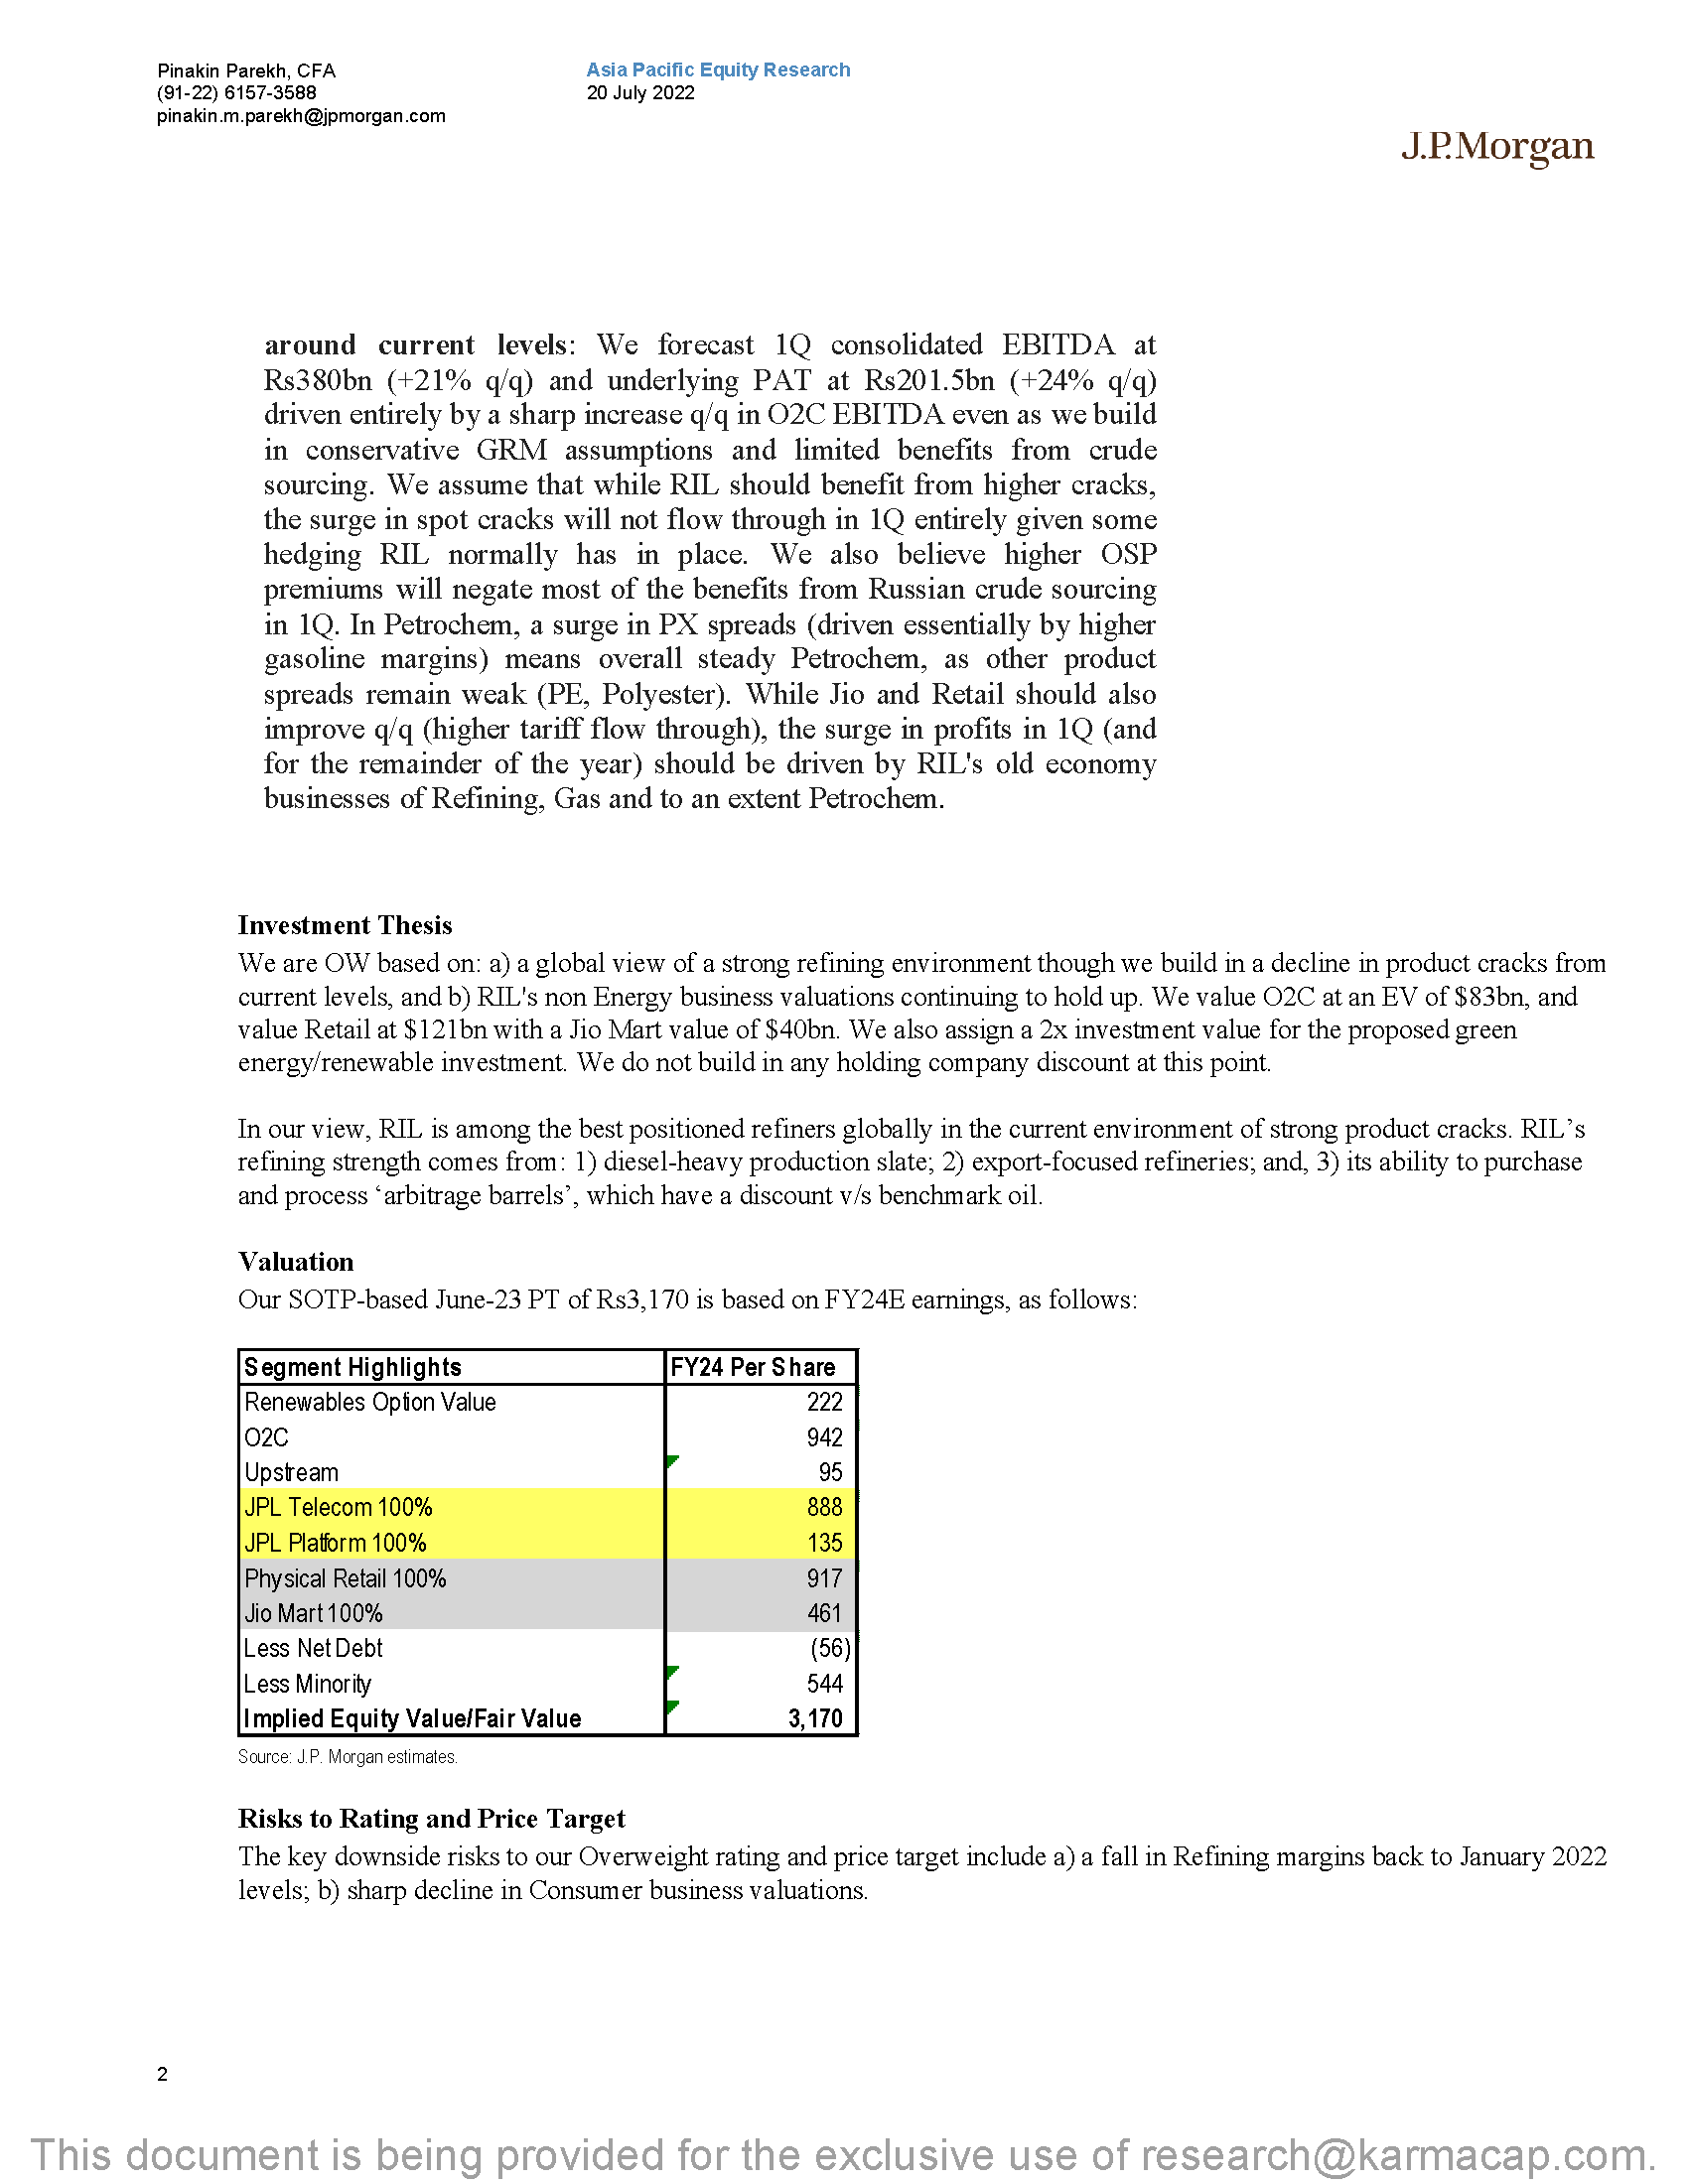 Pinakin Parekh, CFA
(91-22) 6157-3588
pinakin.m.parekh@jpmorgan.com
Asia Pacific Equity Research
20 July 2022
J.P.Morgan
around current levels: We forecast 1Q consolidated EBITDA at
Rs380bn (+21% q/q) and underlying PAT at Rs201.5bn (+24% q/q)
driven entirely by a sharp increase q/q in O2C EBITDA even as we build
in conservative GRM assumptions and limited benefits from crude
sourcing. We assume that while RIL should benefit from higher cracks,
the surge in spot cracks will not flow through in 1Q entirely given some
hedging RIL normally has in place. We also believe higher OSP
premiums will negate most of the benefits from Russian crude sourcing
in 1Q. In Petrochem, a surge in PX spreads (driven essentially by higher
gasoline margins) means overall steady Petrochem, as other product
spreads remain weak (PE, Polyester). While Jio and Retail should also
improve q/q (higher tariff flow through), the surge in profits in 1Q (and
for the remainder of the year) should be driven by RIL's old economy
businesses of Refining, Gas and to an extent Petrochem.
Investment Thesis
We are OW based on: a) a global view of a strong refining environment though we build in a decline in product cracks from
current levels, and b) RIL's non Energy business valuations continuing to hold up. We value O2C at an EV of $83bn, and
value Retail at $121bn with a Jio Mart value of $40bn. We also assign a 2x investment value for the proposed green
energy/renewable investment. We do not build in any holding company discount at this point.
In our view, RIL is among the best positioned refiners globally in the current environment of strong product cracks. RIL’s
refining strength comes from: 1) diesel-heavy production slate; 2) export-focused refineries; and, 3) its ability to purchase
and process ‘arbitrage barrels’, which have a discount v/s benchmark oil.
Valuation
Our SOTP-based June-23 PT of Rs3,170 is based on FY24E earnings, as follows:
Segment Highlights FY24 Per Share
Renewables Option Value 222
O2C 942
Upstream 95
JPL Telecom 100% 888
JPL Platform 100% 135
Physical Retail 100% 917
Jio Mart 100% 461
Less Net Debt (56)
Less Minority 544
Implied Equity Value/Fair Value 3,170
Source: J.P. Morgan estimates.
Risks to Rating and Price Target
The key downside risks to our Overweight rating and price target include a) a fall in Refining margins back to January 2022
levels; b) sharp decline in Consumer business valuations.
2
This document is being provided for the exclusive use of research@karmacap.com.